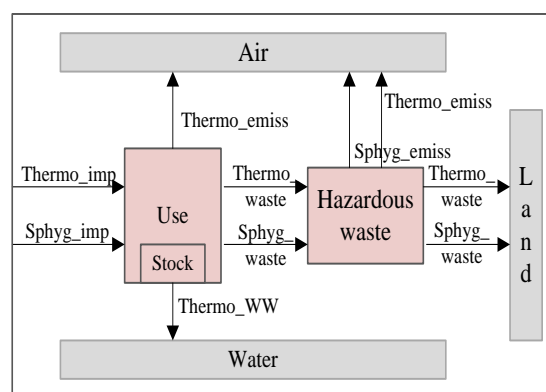 Air
Thermo_emiss
Thermo_emiss
Sphyg_emiss
Thermo_imp
Sphyg_imp
Use
Stock
Thermo_
waste
Sphyg_
waste
Hazardous
waste
Thermo_
waste
Sphyg_
waste
L
a
n
d
Thermo_WW
Water